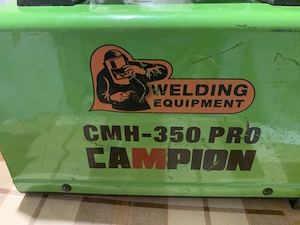 WELDING
EQUIPMENT
CMH-350 PRO
CAMPION